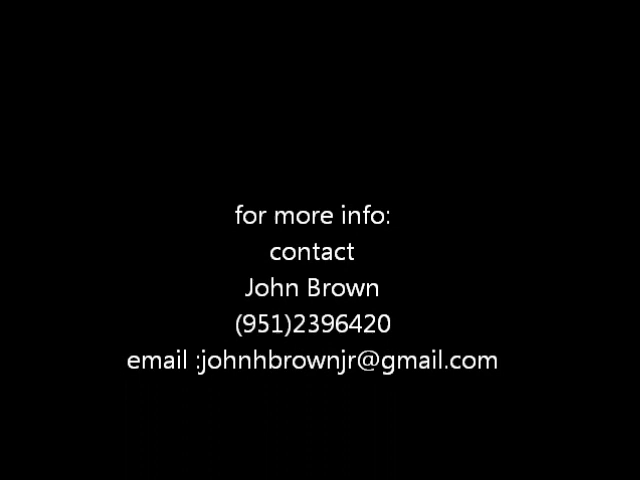 for more info:
contact
John Brown
(951)2396420
email :johnhbrownjr@gmail.com